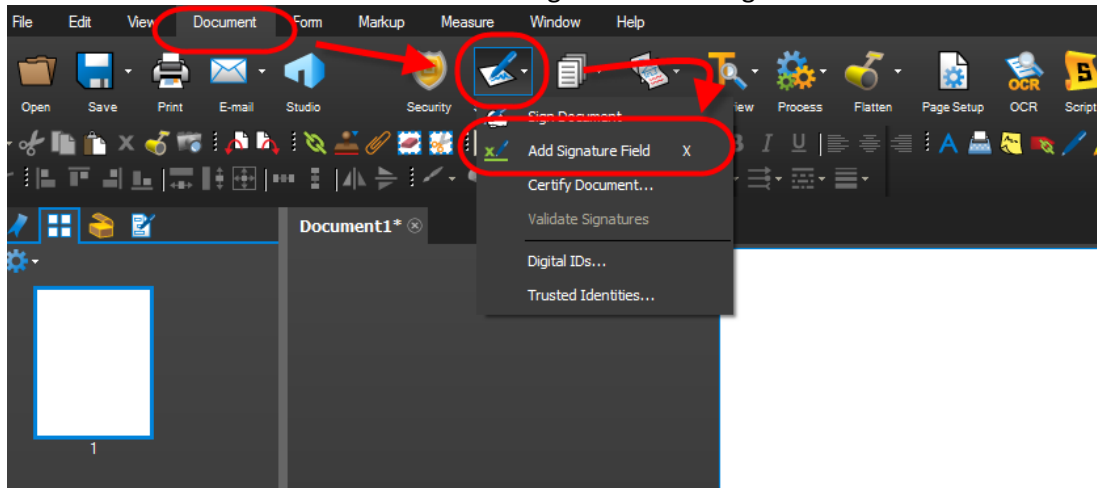 File Edit View Document Form Markup Measure Window Help
Open Save Print E-mail Studio Security Process Flatten Page Setup OCR Script
Sign Document
Add Signature Field X
B I U A
Certify Document...
Validate Signatures
Document1*
Digital IDs...
Trusted Identities...
1